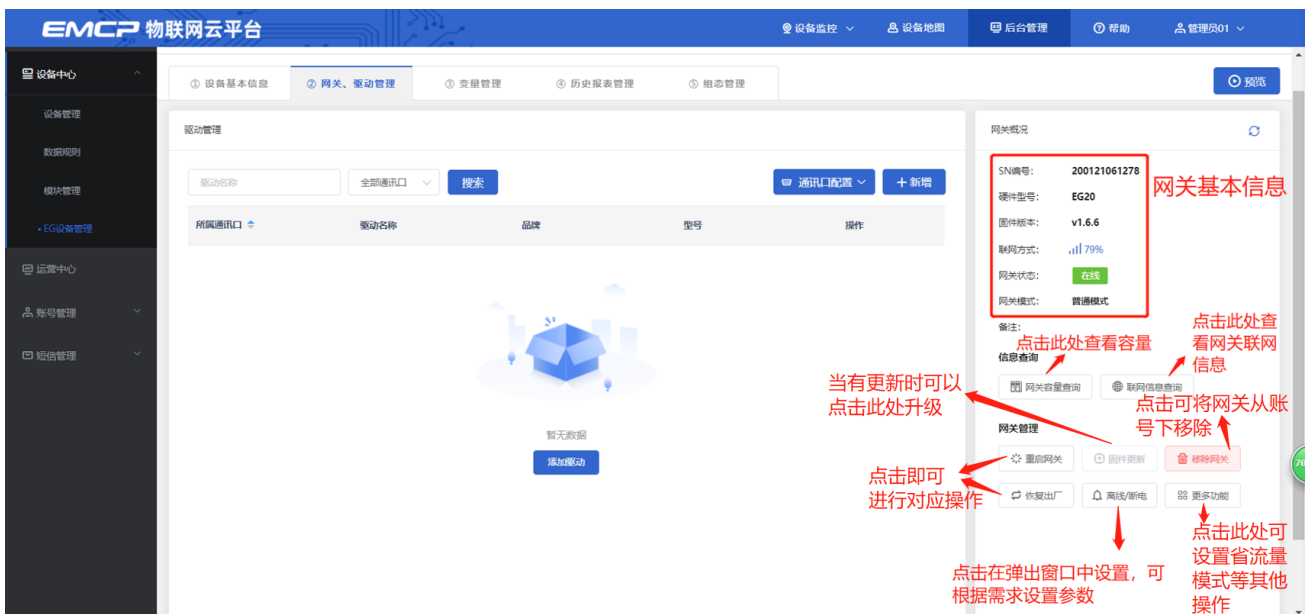 EMCP 物联网云平台
设备监控
设备地图
后台管理
帮助
管理员01
设备中心
设备管理
数据规则
模块管理
•EG设备管理
运营中心
账号管理
短信管理
① 设备基本信息
② 网关、驱动管理
③ 变量管理
④ 历史报表管理
⑤ 组态管理
预览
驱动管理
驱动名称
全部通讯口
搜索
通讯口配置
+新增
所属通讯口
驱动名称
品牌
型号
操作
暂无数据
添加驱动
网关概况
SN编号: 200121061278
硬件型号: EG20
固件版本: v1.6.6
联网方式: 79%
网关状态: 在线
网关模式: 普通模式
备注:
网关基本信息
点击此处查看容量
点击此处查
看网关联网
信息
信息查询
网关容量查询
联网信息查询
当有更新时可以
点击此处升级
点击可将网关从账
号下移除
网关管理
重启网关
固件更新
移除网关
点击即可
进行对应操作
恢复出厂
离线/断电
更多功能
点击在弹出窗口中设置，可
根据需求设置参数
点击此处可
设置省流量
模式等其他
操作
70